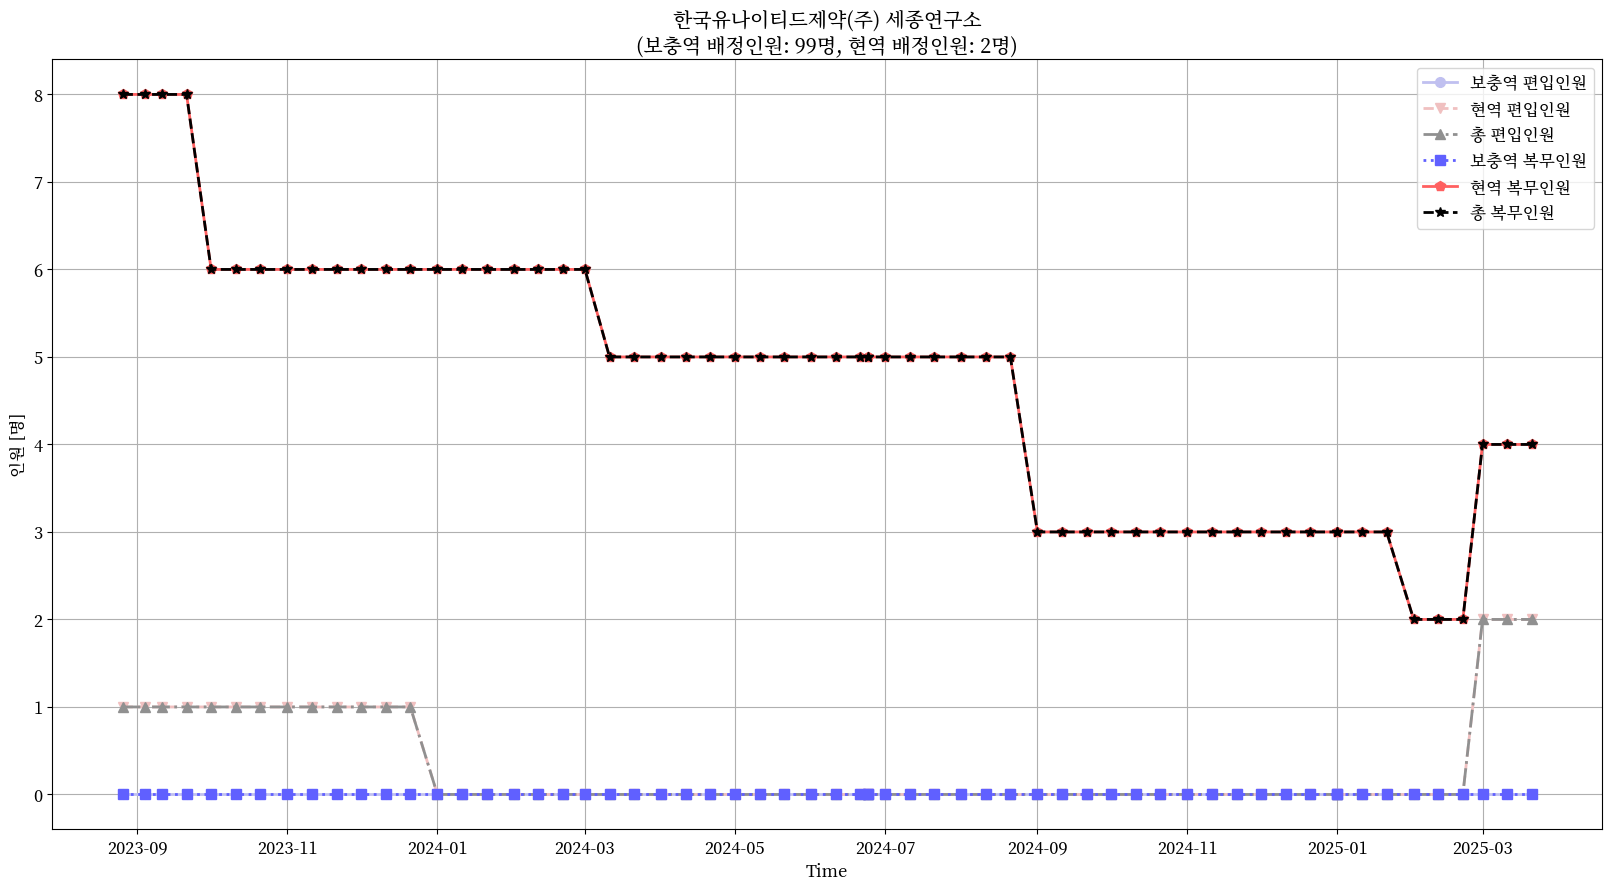 한국유나이티드제약(주) 세종연구소
(보충역 배정인원: 99명, 현역 배정인원: 2명)
보충역 편입인원
현역 편입인원
총 편입인원
보충역 복무인원
현역 복무인원
총 복무인원
인원 [명]
8
7
6
5
4
3
2
1
0
2023-09
2023-11
2024-01
2024-03
2024-05
2024-07
2024-09
2024-11
2025-01
2025-03
Time